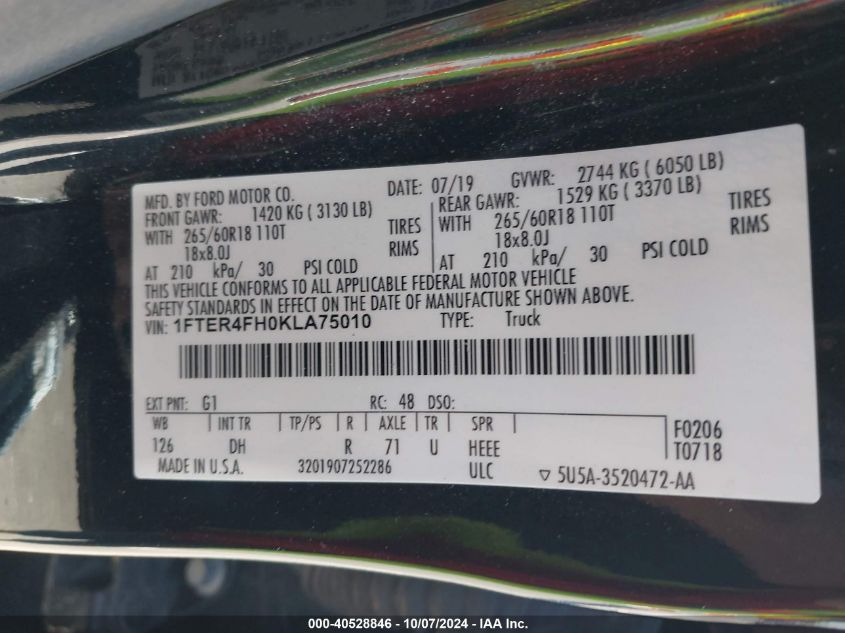 MFD. BY FORD MOTOR CO. DATE: 07/19 GVWR: 2744 KG ( 6050 LB)
FRONT GAWR: 1420 KG ( 3130 LB) REAR GAWR: 1529 KG ( 3370 LB)
WITH 265/60R18 110T TIRES WITH 265/60R18 110T TIRES
18x8.0J RIMS 18x8.0J RIMS
AT 210 kPa/ 30 PSI COLD AT 210 kPa/ 30 PSI COLD
THIS VEHICLE CONFORMS TO ALL APPLICABLE FEDERAL MOTOR VEHICLE
SAFETY STANDARDS IN EFFECT ON THE DATE OF MANUFACTURE SHOWN ABOVE.
VIN: 1FTER4FH0KLA75010 TYPE: Truck
EXT PNT: G1 RC: 48 DSO:
WB INT TR TP/PS R AXLE TR SPR F0206
126 DH R 71 U HEEE T0718
MADE IN U.S.A. 3201907252286 ULC ▽ 5U5A-3520472-AA
000-40528846 - 10/07/2024 - IAA Inc.